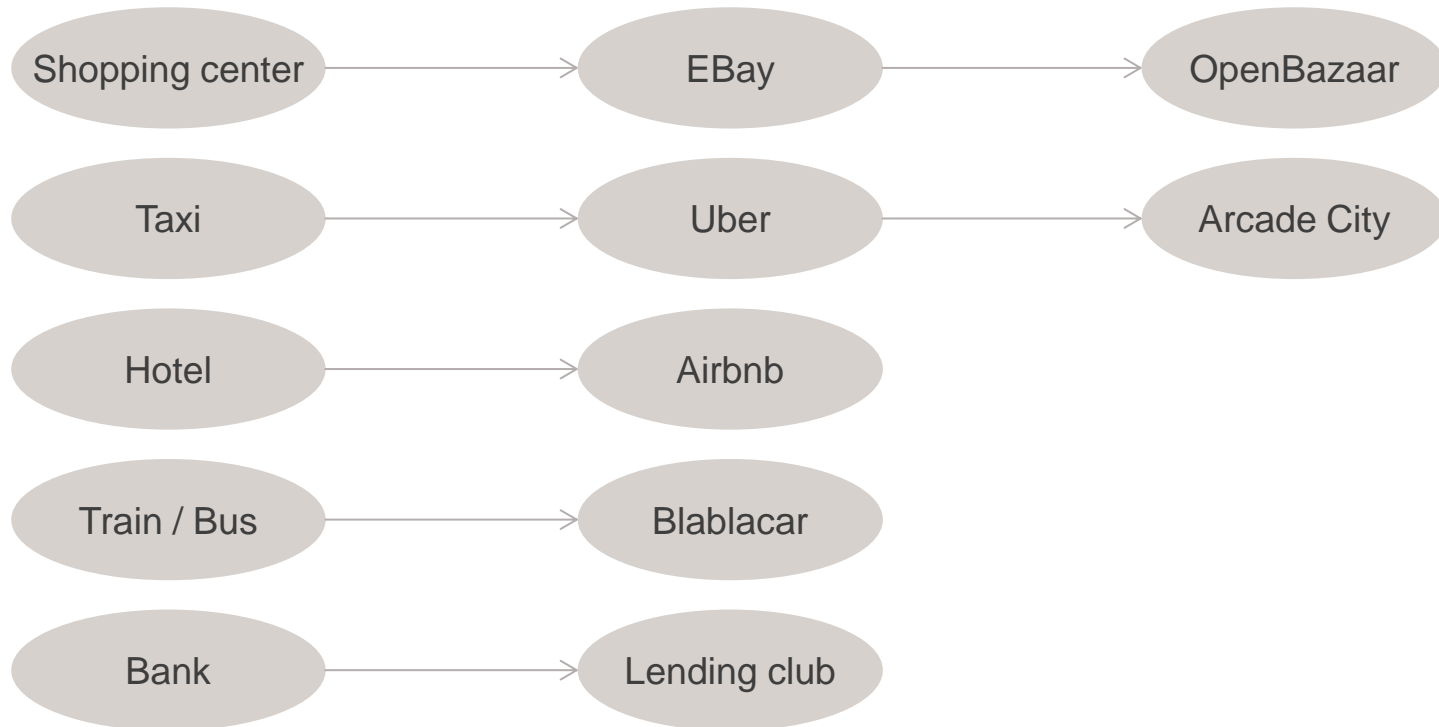 Shopping center
EBay
OpenBazaar
Taxi
Uber
Arcade City
Hotel
Airbnb
Train / Bus
Blablacar
Bank
Lending club